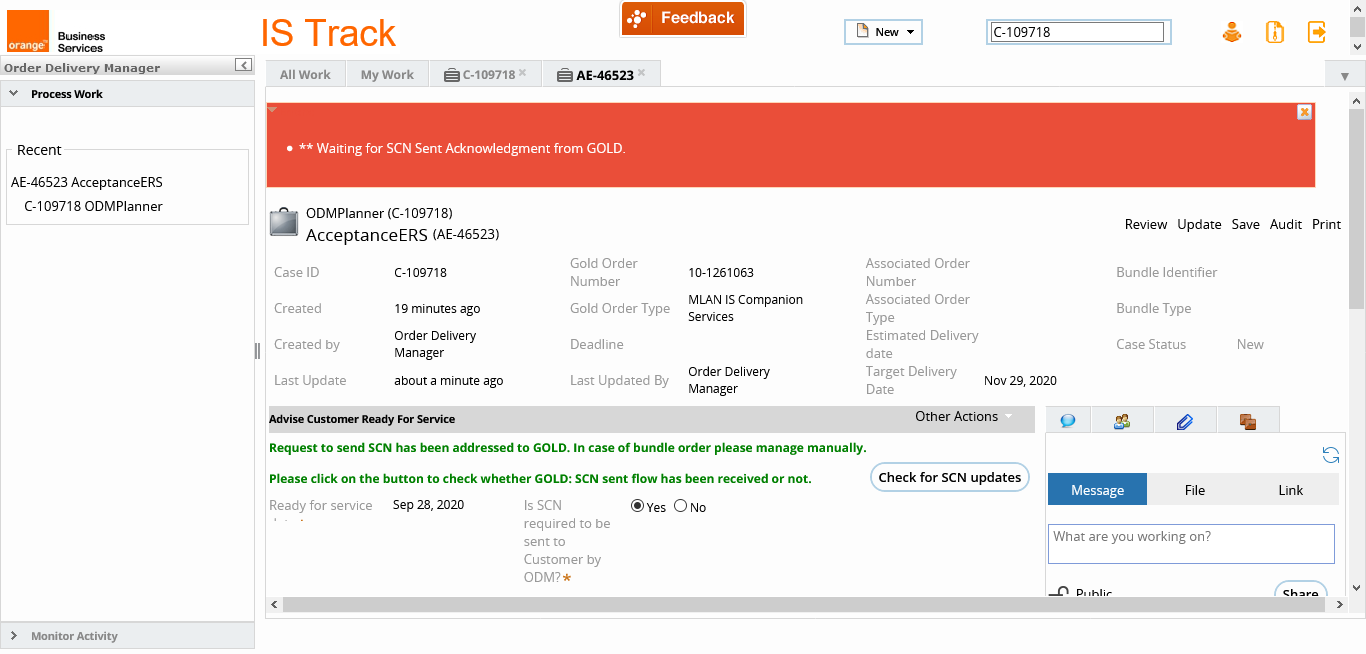 orange™
Business
Services
IS Track
Feedback
New
C-109718
Order Delivery Manager
Process Work
Recent
AE-46523 AcceptanceERS
C-109718 ODMPlanner
Monitor Activity
All Work
My Work
C-109718
AE-46523
** Waiting for SCN Sent Acknowledgment from GOLD.
ODMPlanner (C-109718)
AcceptanceERS (AE-46523)
Review Update Save Audit Print
Case ID C-109718
Gold Order
Number
10-1261063
Associated Order
Number
Bundle Identifier
Created 19 minutes ago
Gold Order Type
MLAN IS Companion
Services
Associated Order
Type
Bundle Type
Created by
Order Delivery
Manager
Deadline
Estimated Delivery
date
Case Status New
Last Update about a minute ago
Last Updated By
Order Delivery
Manager
Target Delivery
Date
Nov 29, 2020
Advise Customer Ready For Service
Other Actions
Request to send SCN has been addressed to GOLD. In case of bundle order please manage manually.
Please click on the button to check whether GOLD: SCN sent flow has been received or not.
Check for SCN updates
Ready for service
Sep 28, 2020
Is SCN
required to be
sent to
Customer by
ODM?*
Yes No
Message File Link
What are you working on?
Public
Share